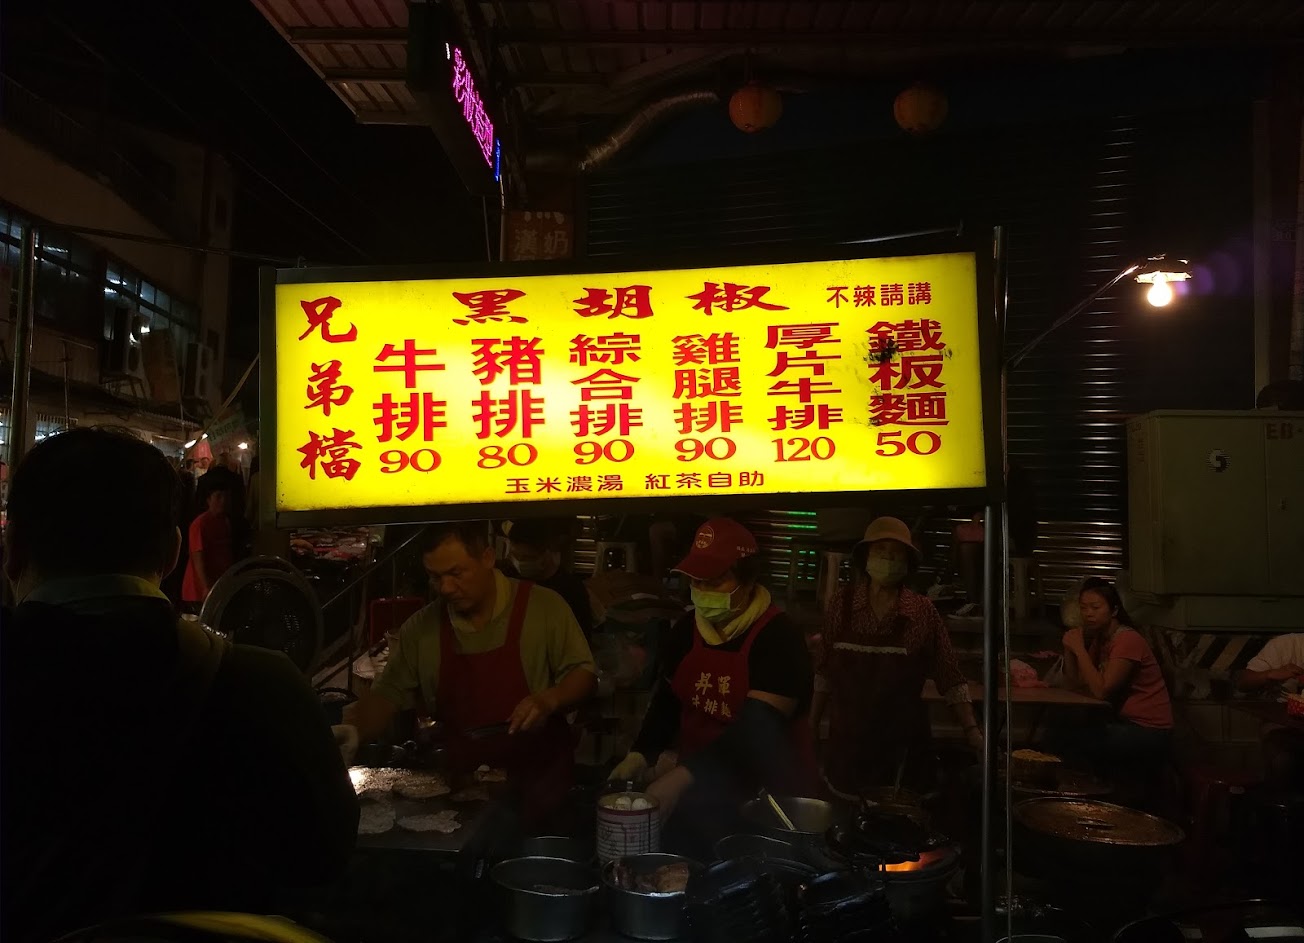 兄弟檔
黑胡椒
不辣請講
牛排
90
豬排
80
綜合排
90
雞腿排
90
厚片牛排
120
鐵板麵
50
玉米濃湯 紅茶自助
牛排